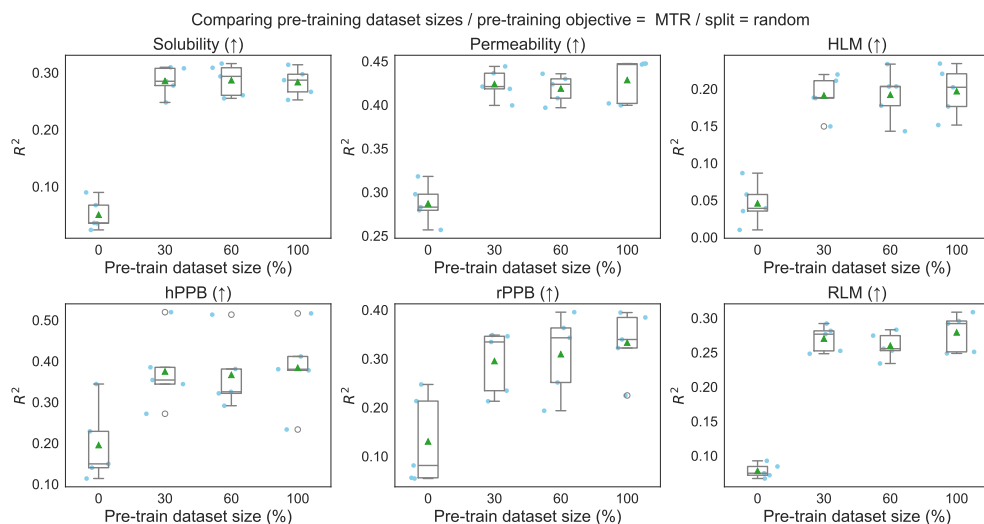 Comparing pre-training dataset sizes / pre-training objective = MTR / split = random
Solubility (↑)
R²
0.30
0.20
0.10
0 30 60 100
Pre-train dataset size (%)
Permeability (↑)
R²
0.45
0.40
0.35
0.30
0.25
0 30 60 100
Pre-train dataset size (%)
HLM (↑)
R²
0.20
0.15
0.10
0.05
0.00
0 30 60 100
Pre-train dataset size (%)
hPPB (↑)
R²
0.50
0.40
0.30
0.20
0.10
0 30 60 100
Pre-train dataset size (%)
rPPB (↑)
R²
0.40
0.30
0.20
0.10
0 30 60 100
Pre-train dataset size (%)
RLM (↑)
R²
0.30
0.25
0.20
0.15
0.10
0 30 60 100
Pre-train dataset size (%)